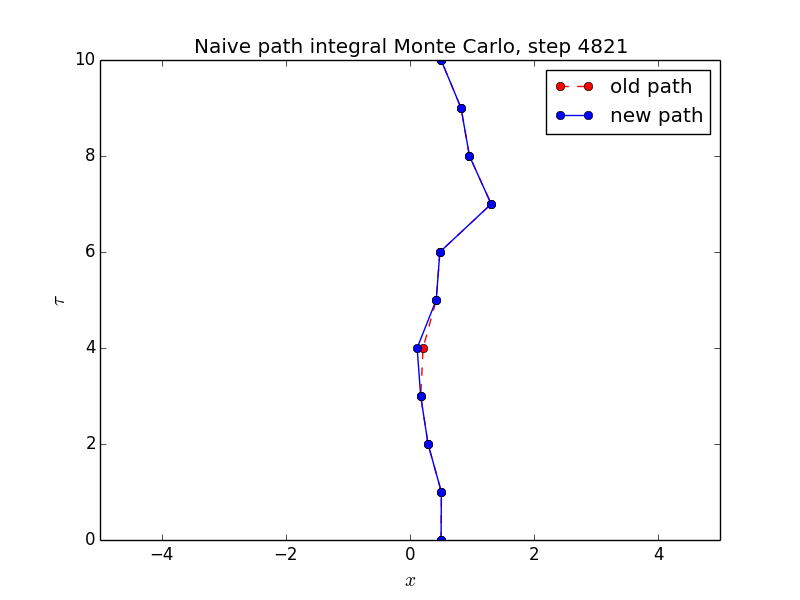 Naive path integral Monte Carlo, step 4821
10
old path
new path
8
τ
6
4
2
0
−4
−2
0
2
4
x